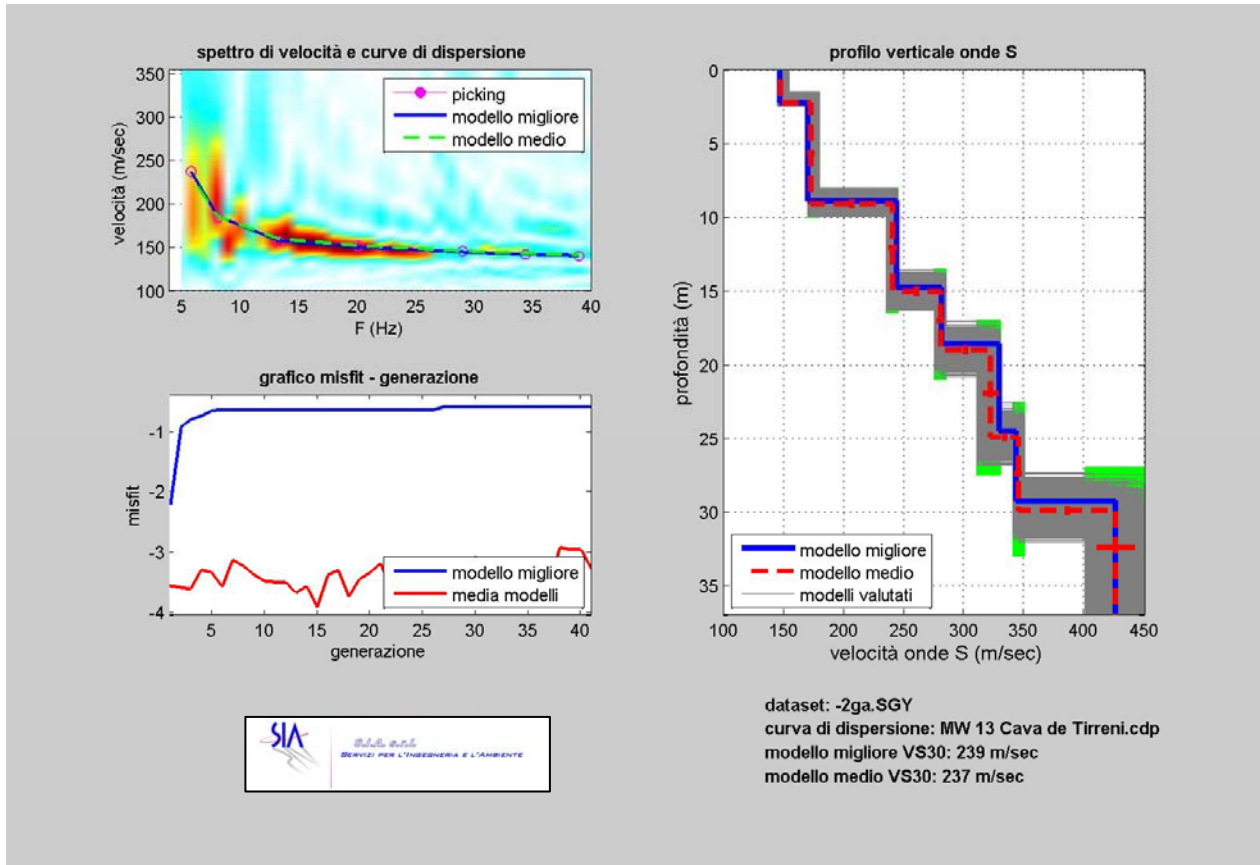 spettro di velocità e curve di dispersione
350
300
250
200
150
100
velocità (m/sec)
picking
modello migliore
modello medio
5 10 15 20 25 30 35 40
F (Hz)
grafico misfit - generazione
-1
-2
-3
-4
misfit
modello migliore
media modelli
5 10 15 20 25 30 35 40
generazione
SIA
S.I.A. s.r.l.
SERVIZI PER L'INGEGNERIA E L'AMBIENTE
profilo verticale onde S
0
5
10
15
20
25
30
35
profondità (m)
modello migliore
modello medio
modelli valutati
100 150 200 250 300 350 400 450
velocità onde S (m/sec)
dataset: -2ga.SGY
curva di dispersione: MW 13 Cava de Tirreni.cdp
modello migliore VS30: 239 m/sec
modello medio VS30: 237 m/sec